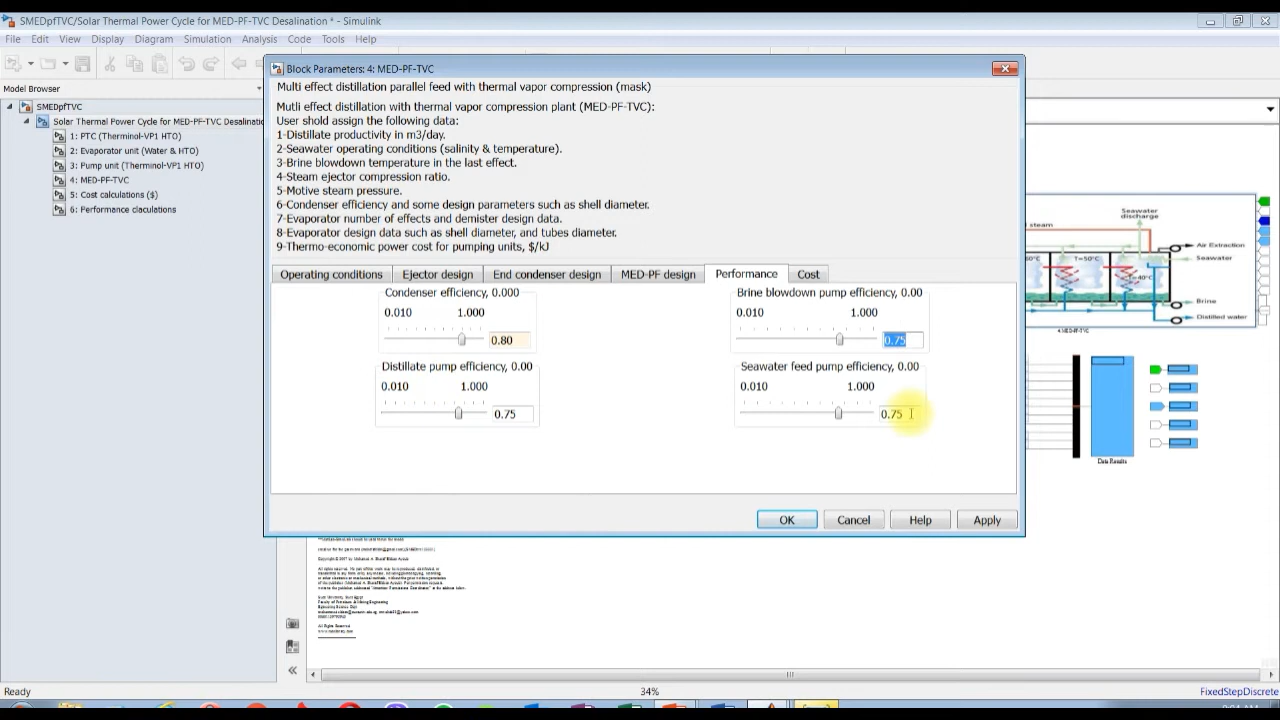 SMEDpfTVC/Solar Thermal Power Cycle for MED-PF-TVC Desalination * - Simulink
File Edit View Display Diagram Simulation Analysis Code Tools Help
Model Browser
SMEDpfTVC
Solar Thermal Power Cycle for MED-PF-TVC Desalinatio
1: PTC (Therminol-VP1 HTO)
2: Evaporator unit (Water & HTO)
3: Pump unit (Therminol-VP1 HTO)
4: MED-PF-TVC
5: Cost calculations ($)
6: Performance claculations
Block Parameters: 4: MED-PF-TVC
Multi effect distillation parallel feed with thermal vapor compression (mask)
Mutli effect distillation with thermal vapor compression plant (MED-PF-TVC):
User shold assign the following data:
1-Distillate productivity in m3/day.
2-Seawater operating conditions (salinity & temperature).
3-Brine blowdown temperature in the last effect.
4-Steam ejector compression ratio.
5-Motive steam pressure.
6-Condenser efficiency and some design parameters such as shell diameter.
7-Evaporator number of effects and demister design data.
8-Evaporator design data such as shell diameter, and tubes diameter.
9-Thermo-economic power cost for pumping units, $/kJ
Operating conditions Ejector design End condenser design MED-PF design Performance Cost
Condenser efficiency, 0.000
0.010 1.000
0.80
Brine blowdown pump efficiency, 0.00
0.010 1.000
0.75
Distillate pump efficiency, 0.00
0.010 1.000
0.75
Seawater feed pump efficiency, 0.00
0.010 1.000
0.75
OK Cancel Help Apply
Seawater
discharge
steam
Air Extraction
Seawater
T=50°C
Brine
Distilled water
4:MED-PF-TVC
Data Results
All Rights Reserved
Ready
34%
FixedStepDiscrete